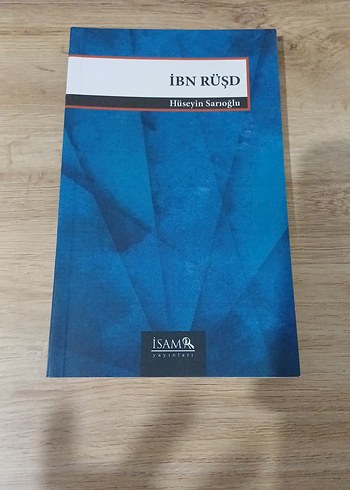 İBN RÜŞD
Hüseyin Sarıoğlu
İSAM
yayınları